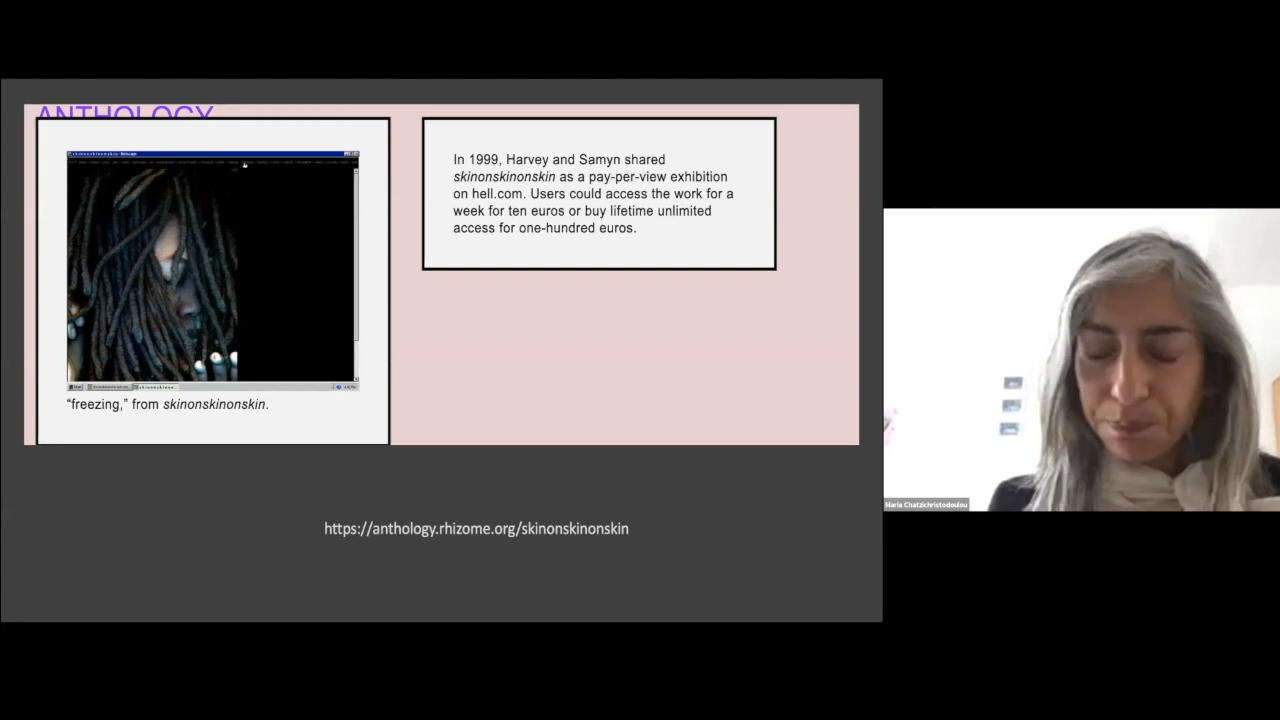 ANTHOLOGY
skinonskinonskin - Netscape
In 1999, Harvey and Samyn shared
skinonskinonskin as a pay-per-view exhibition
on hell.com. Users could access the work for a
week for ten euros or buy lifetime unlimited
access for one-hundred euros.
“freezing,” from skinonskinonskin.
Maria Chatzichristodoulou
https://anthology.rhizome.org/skinonskinonskin